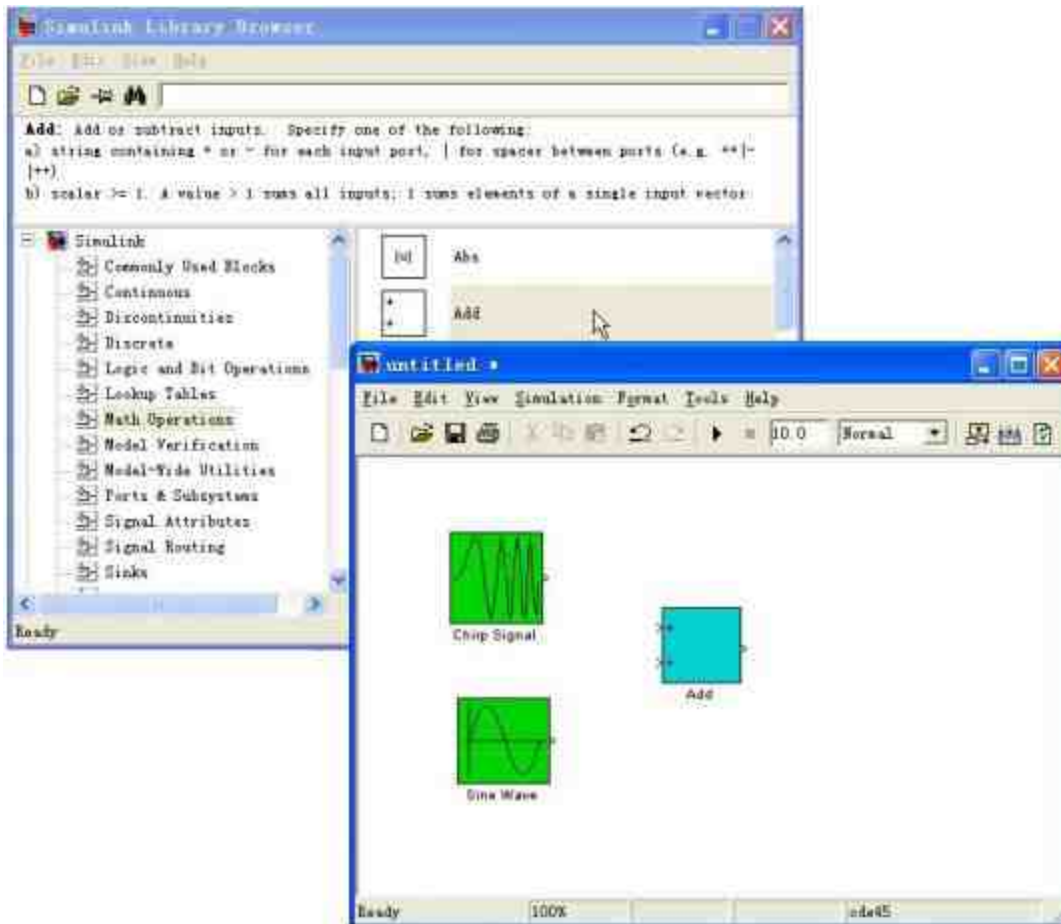 Simulink Library Browser
File Edit View Help
Add: Add or subtract inputs. Specify one of the following:
a) string containing + or - for each input port, | for spacer between ports (e.g. ++|-
|++)
b) scalar >= 1. A value > 1 sums all inputs; 1 sums elements of a single input vector
Simulink
Commonly Used Blocks
Continuous
Discontinuities
Discrete
Logic and Bit Operations
Lookup Tables
Math Operations
Model Verification
Model-Wide Utilities
Ports & Subsystems
Signal Attributes
Signal Routing
Sinks
Ready
|u| Abs
+
+ Add
untitled *
File Edit View Simulation Format Tools Help
10.0 Normal
Chirp Signal
Add
Sine Wave
Ready 100% ode45